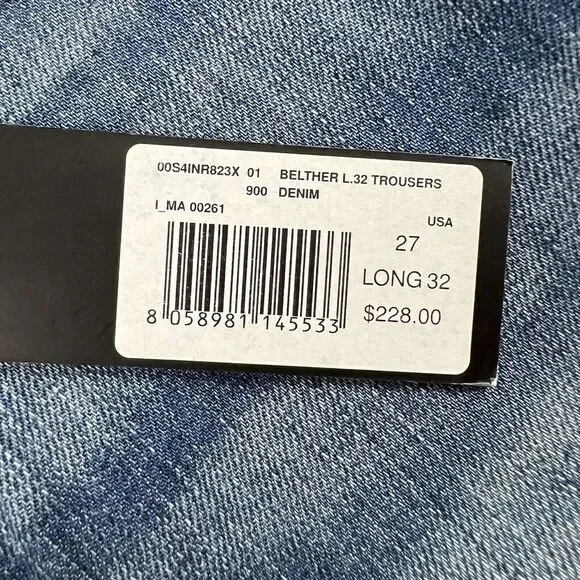 00S4INR823X 01 BELTHER L.32 TROUSERS
900 DENIM
I_MA 00261
USA
27
LONG 32
$228.00
8 058981 145533